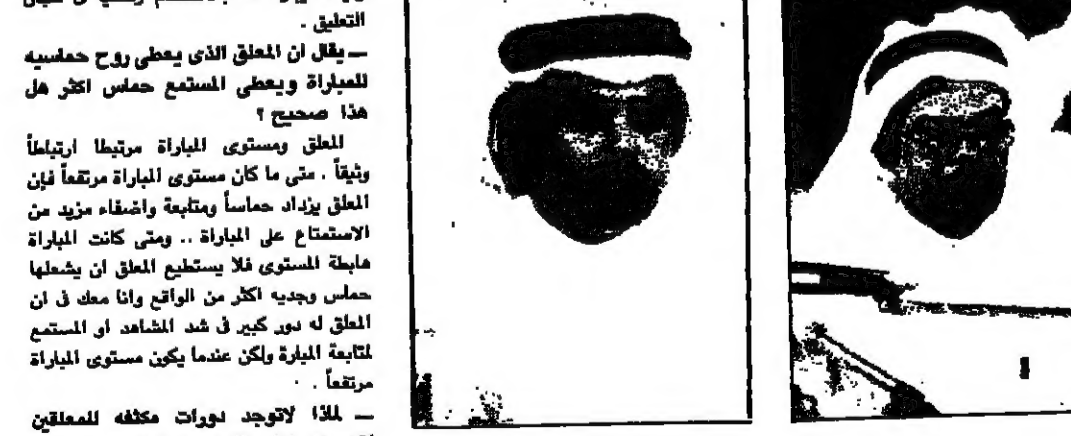 التعليق .
ــ يقال ان المعلق الذى يعطى روح حماسيه
للمباراة ويعطى المستمع حماس اكثر هل
هذا صحيح ؟
المعلق ومستوى المباراة مرتبطا ارتباطاً
وثيقاً . متى ما كان مستوى المباراة مرتفعاً فإن
المعلق يزداد حماساً ومتابعة واضفاء مزيد من
الاستمتاع على المباراة .. ومتى كانت المباراة
هابطة المستوى فلا يستطيع المعلق ان يشعلها
حماس وجديه اكثر من الواقع وانا معك فى ان
المعلق له دور كبير فى شد المشاهد او المستمع
لمتابعة المبارة ولكن عندما يكون مستوى المباراة
مرتفعاً .
ــ لماذا لاتوجد دورات مكثفه للمعلقين